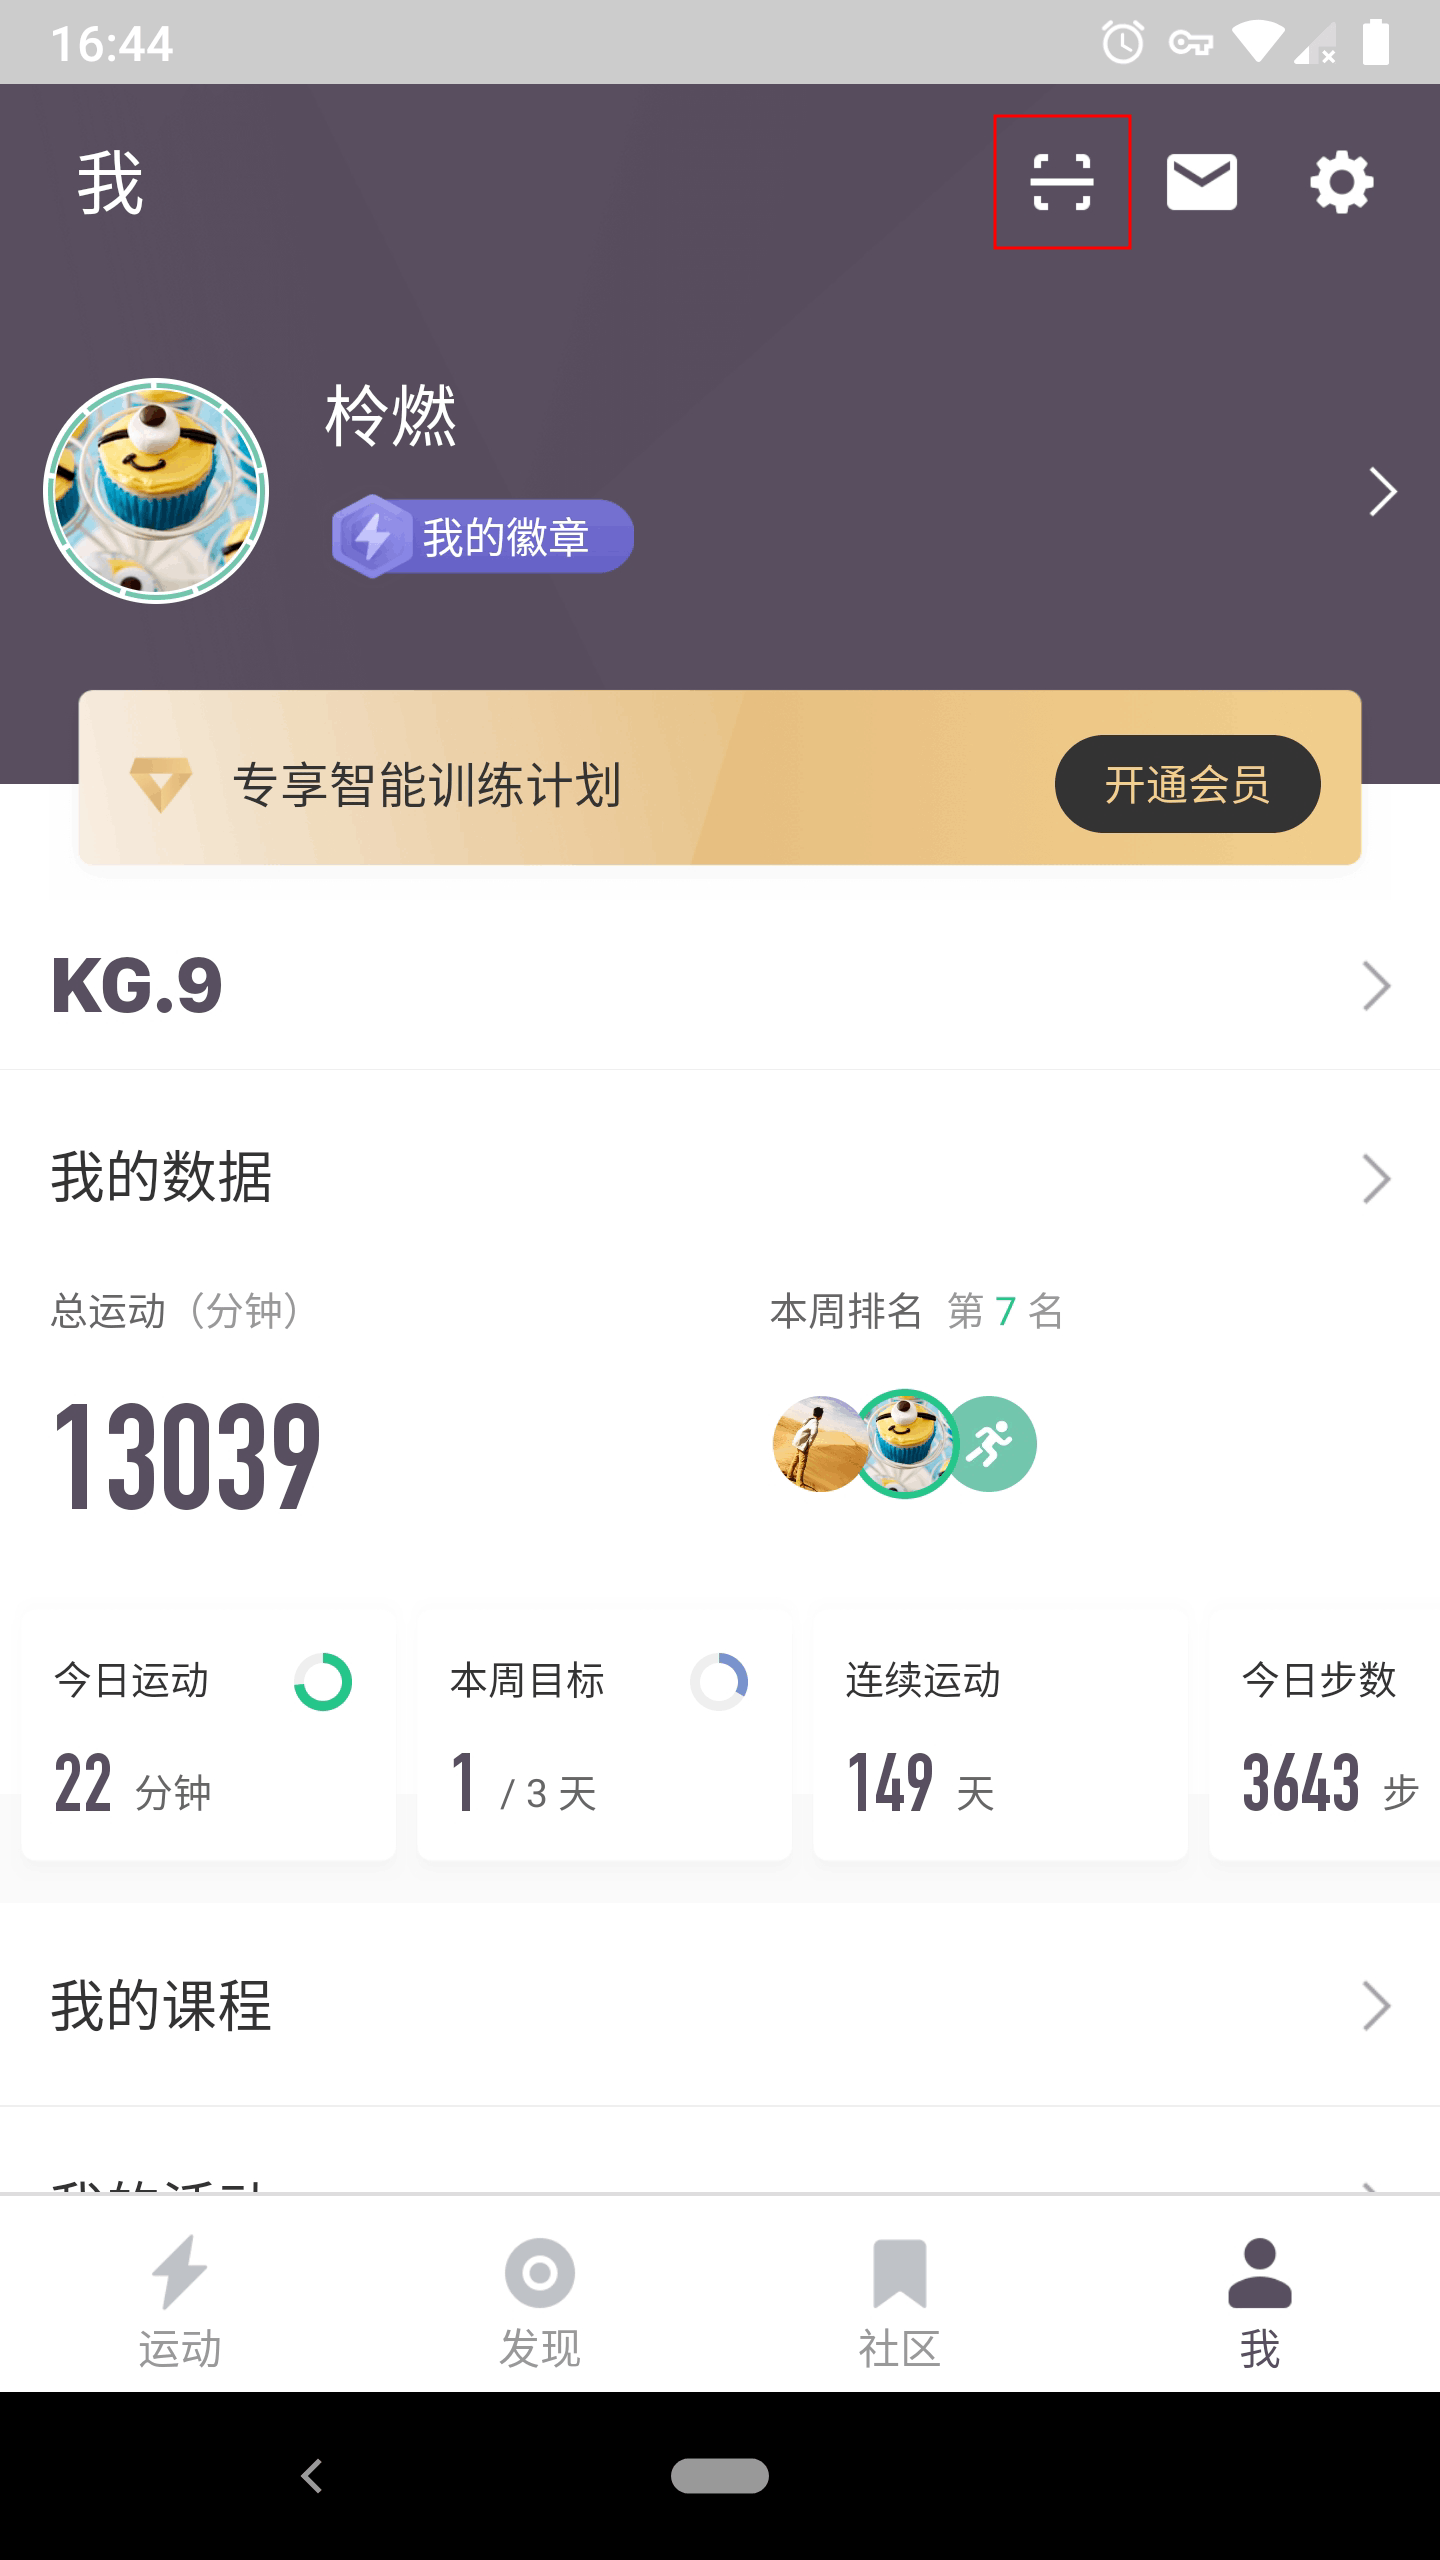 16:44
我
柃燃
我的徽章
专享智能训练计划
开通会员
KG.9
我的数据
总运动（分钟）
本周排名 第 7 名
13039
今日运动
22 分钟
本周目标
1 / 3 天
连续运动
149 天
今日步数
3643 步
我的课程
我的活动
运动
发现
社区
我